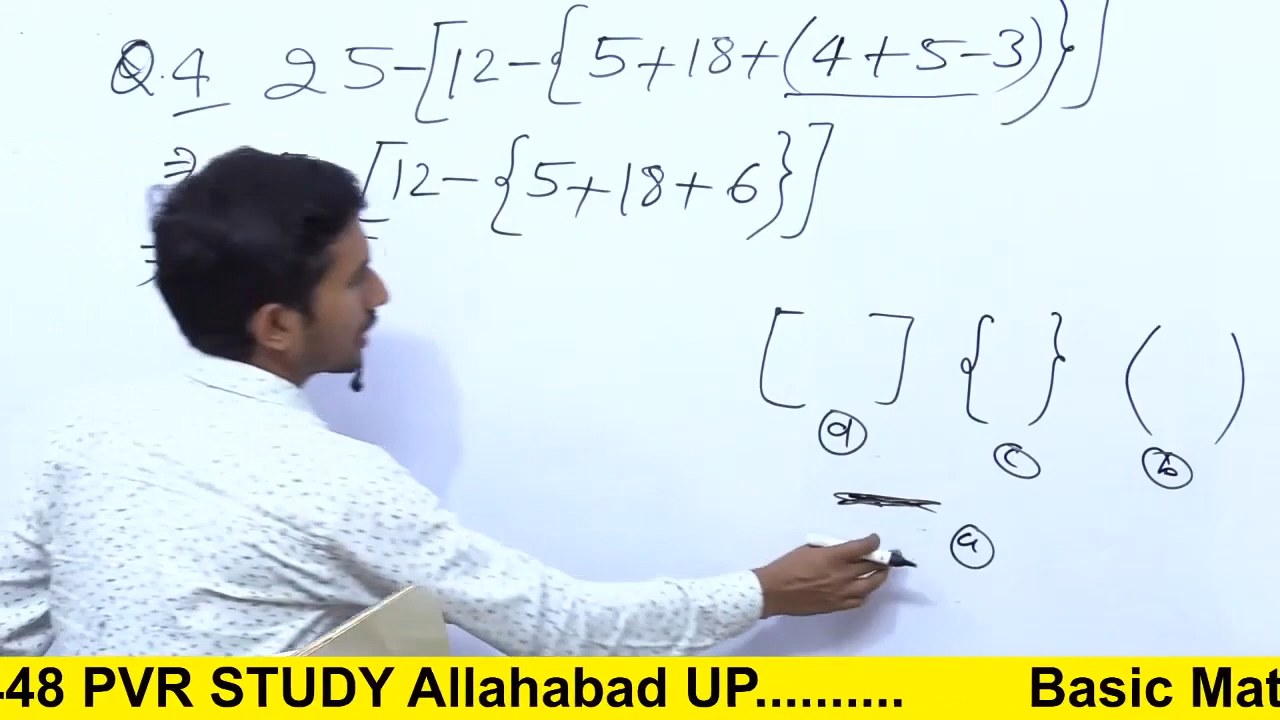 Q.4 25-[12-{5+18+(4+5-3)}]
⇒ [12-{5+18+6}]
⇒
[ ] { } ( )
d c b
a
-48 PVR STUDY Allahabad UP.......... Basic Mat